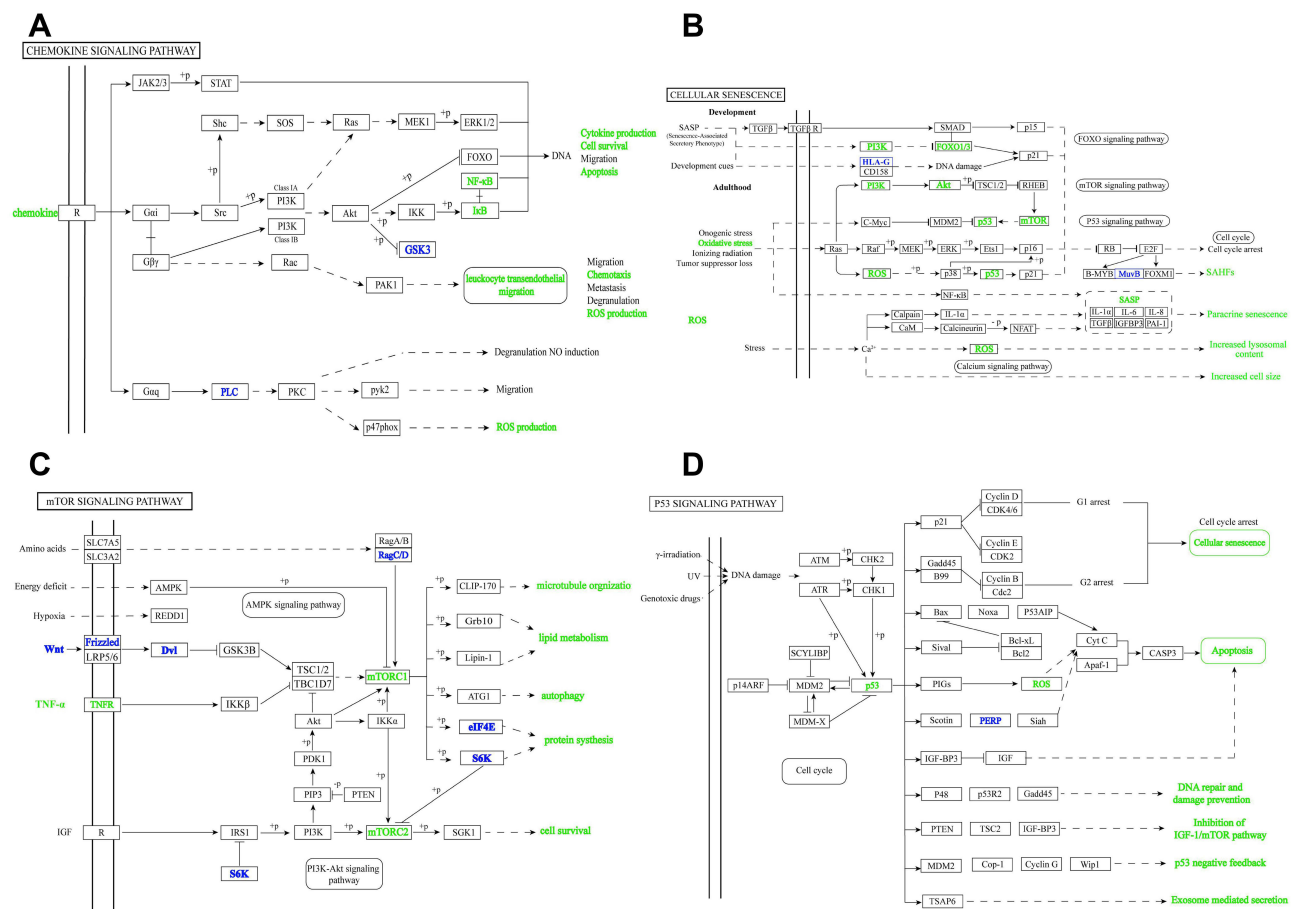 A
CHEMOKINE SIGNALING PATHWAY
JAK2/3
+p
STAT
Shc
SOS
Ras
MEK1
+p
ERK1/2
Cytokine production
Cell survival
Migration
Apoptosis
FOXO
DNA
+p
+p
NF-κB
Class IA
PI3K
chemokine
R
Gαi
Src
+p
Akt
+p
IKK
+p
IκB
PI3K
Class IB
+p
GSK3
Gβγ
Rac
PAK1
leuckocyte transendothelial
migration
Migration
Chemotaxis
Metastasis
Degranulation
ROS production
Degranulation NO induction
Gαq
PLC
PKC
pyk2
Migration
p47phox
ROS production
B
CELLULAR SENESCENCE
Development
SASP
(Senescence-Associated
Secretory Phenotype)
TGFβ
TGFβ R
SMAD
p15
FOXO signaling pathway
PI3K
FOXO1/3
p21
Development cues
HLA-G
CD158
DNA damage
Adulthood
PI3K
Akt
+p
TSC1/2
RHEB
mTOR signaling pathway
C-Myc
MDM2
p53
mTOR
P53 signaling pathway
Onogenic stress
Oxidative stress
Ionizing radiation
Tumor suppressor loss
Ras
Raf
+p
MEK
+p
ERK
+p
Ets1
p16
+p
RB
E2F
Cell cycle
Cell cycle arrest
ROS
+p
p38
+p
p53
p21
B-MYB
MuvB
FOXM1
SAHFs
NF-κB
SASP
ROS
Calpain
IL-1α
IL-1α
IL-6
IL-8
Paracrine senescence
CaM
Calcineurin
- p
NFAT
TGFβ
IGFBP3
PAI-1
Stress
Ca²⁺
ROS
Increased lysosomal
content
Calcium signaling pathway
Increased cell size
C
mTOR SIGNALING PATHWAY
Amino acids
SLC7A5
SLC3A2
RagA/B
RagC/D
Energy deficit
AMPK
+p
AMPK signaling pathway
+p
CLIP-170
microtubule orgnizatio
Hypoxia
REDD1
+p
Grb10
lipid metabolism
Wnt
Frizzled
LRP5/6
Dvl
GSK3B
TSC1/2
TBC1D7
mTORC1
+p
Lipin-1
TNF-α
TNFR
IKKβ
+p
ATG1
autophagy
Akt
IKKα
+p
eIF4E
protein systhesis
+p
PDK1
+p
S6K
+p
PIP3
-p
PTEN
+p
IGF
R
IRS1
+p
PI3K
+p
mTORC2
+p
SGK1
cell survival
S6K
PI3K-Akt signaling
pathway
D
P53 SIGNALING PATHWAY
γ-irradiation
UV
Genotoxic drugs
DNA damage
ATM
+p
CHK2
ATR
+p
CHK1
+p
+p
+p
p21
Cyclin D
CDK4/6
G1 arrest
Cyclin E
CDK2
Cell cycle arrest
Cellular senescence
Gadd45
B99
Cyclin B
Cdc2
G2 arrest
Bax
Noxa
P53AIP
Sival
Bcl-xL
Bcl2
Cyt C
Apaf-1
CASP3
Apoptosis
SCYLIBP
p14ARF
MDM2
p53
MDM-X
PIGs
ROS
Scotin
PERP
Siah
Cell cycle
IGF-BP3
IGF
P48
p53R2
Gadd45
DNA repair and
damage prevention
PTEN
TSC2
IGF-BP3
Inhibition of
IGF-1/mTOR pathway
MDM2
Cop-1
Cyclin G
Wip1
p53 negative feedback
TSAP6
Exosome mediated secretion